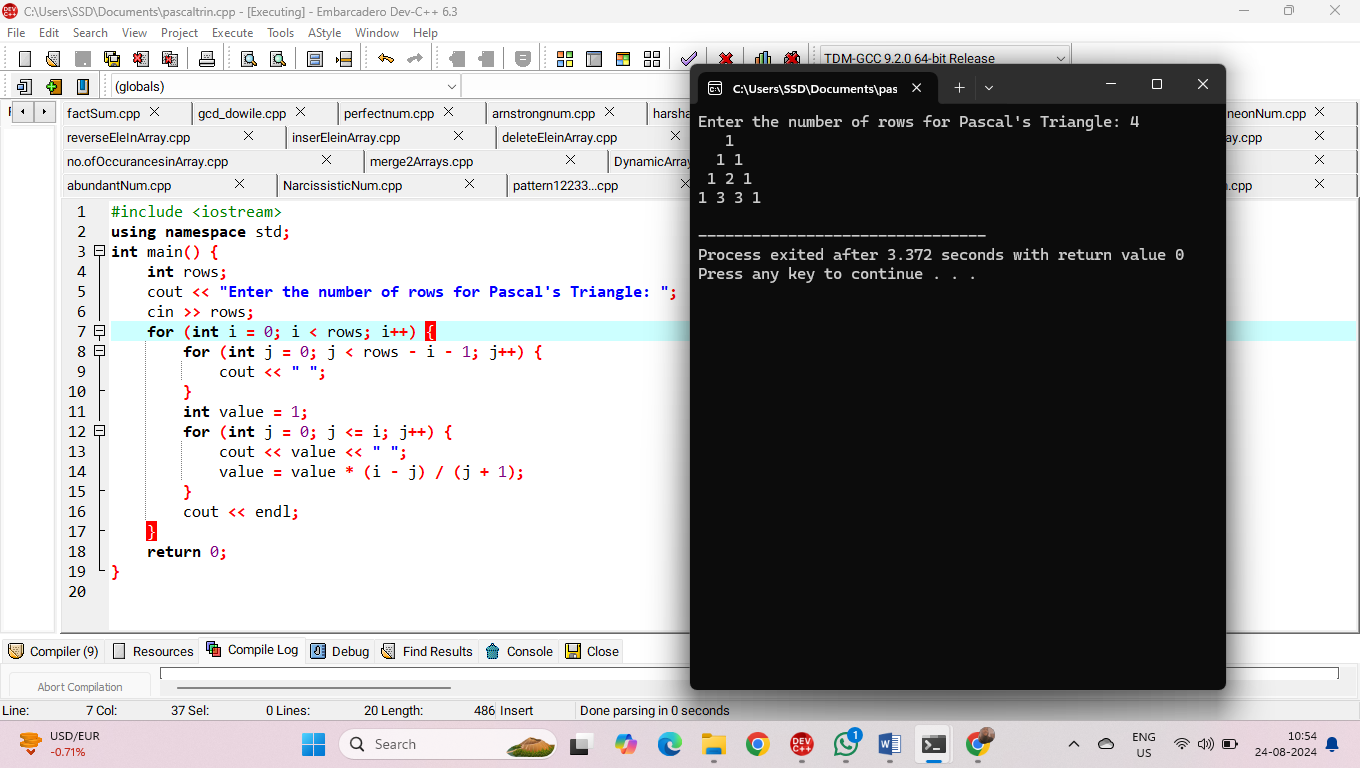 C:\Users\SSD\Documents\pascaltrin.cpp - [Executing] - Embarcadero Dev-C++ 6.3
File Edit Search View Project Execute Tools AStyle Window Help
TDM-GCC 9.2.0 64-bit Release
(globals)
factSum.cpp gcd_dowile.cpp perfectnum.cpp amstrongnum.cpp harsha neonNum.cpp
reverseEleInArray.cpp inserEleinArray.cpp deleteEleinArray.cpp ay.cpp
no.ofOccurancesinArray.cpp merge2Arrays.cpp DynamicArray
abundantNum.cpp NarcissisticNum.cpp pattern12233...cpp .cpp
1 #include <iostream>
2 using namespace std;
3 int main() {
4 int rows;
5 cout << "Enter the number of rows for Pascal's Triangle: ";
6 cin >> rows;
7 for (int i = 0; i < rows; i++) {
8 for (int j = 0; j < rows - i - 1; j++) {
9 cout << " ";
10 }
11 int value = 1;
12 for (int j = 0; j <= i; j++) {
13 cout << value << " ";
14 value = value * (i - j) / (j + 1);
15 }
16 cout << endl;
17 }
18 return 0;
19 }
20
C:\Users\SSD\Documents\pas
Enter the number of rows for Pascal's Triangle: 4
1
1 1
1 2 1
1 3 3 1
--------------------------------
Process exited after 3.372 seconds with return value 0
Press any key to continue . . .
Compiler (9) Resources Compile Log Debug Find Results Console Close
Abort Compilation
Line: 7 Col: 37 Sel: 0 Lines: 20 Length: 486 Insert Done parsing in 0 seconds
USD/EUR
-0.71%
Search
DEV C++
1
ENG
US
10:54
24-08-2024